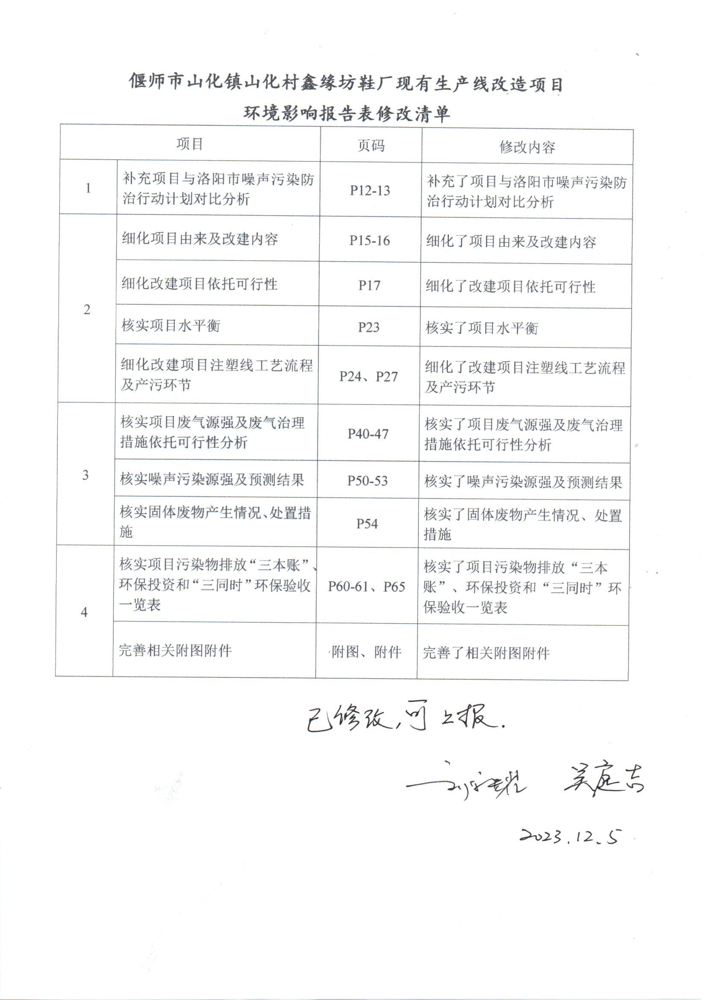 偃师市山化镇山化村鑫缘坊鞋厂现有生产线改造项目
环境影响报告表修改清单
项目 页码 修改内容
1
补充项目与洛阳市噪声污染防
治行动计划对比分析
P12-13
补充了项目与洛阳市噪声污染防
治行动计划对比分析
2
细化项目由来及改建内容
P15-16
细化了项目由来及改建内容
细化改建项目依托可行性
P17
细化了改建项目依托可行性
核实项目水平衡
P23
核实了项目水平衡
细化改建项目注塑线工艺流程
及产污环节
P24、P27
细化了改建项目注塑线工艺流程
及产污环节
3
核实项目废气源强及废气治理
措施依托可行性分析
P40-47
核实了项目废气源强及废气治理
措施依托可行性分析
核实噪声污染源强及预测结果
P50-53
核实了噪声污染源强及预测结果
核实固体废物产生情况、处置措
施
P54
核实了固体废物产生情况、处置
措施
4
核实项目污染物排放“三本账”、
环保投资和“三同时”环保验收
一览表
P60-61、P65
核实了项目污染物排放“三本
账”、环保投资和“三同时”环
保验收一览表
完善相关附图附件
附图、附件
完善了相关附图附件
已修改,可上报.
吴庭志
2023.12.5